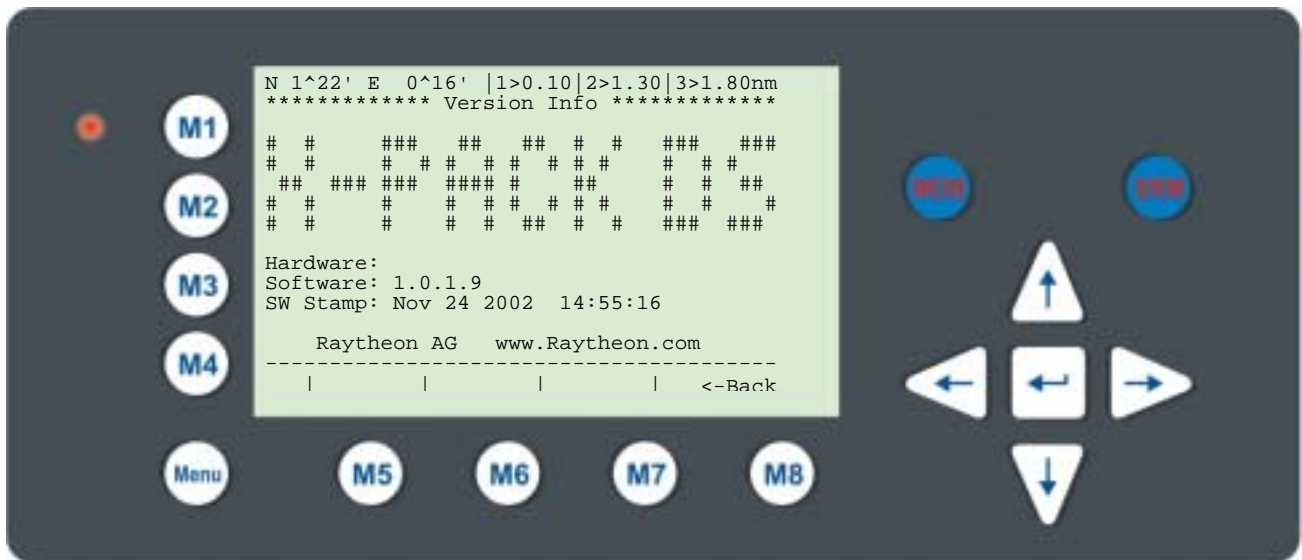 N 1^22' E 0^16' |1>0.10|2>1.30|3>1.80nm
************* Version Info *************
X-PACK DS
Hardware:
Software: 1.0.1.9
SW Stamp: Nov 24 2002 14:55:16
Raytheon AG www.Raytheon.com
----------------------------------------
| | | | <-Back
M1
M2
M3
M4
Menu
M5
M6
M7
M8